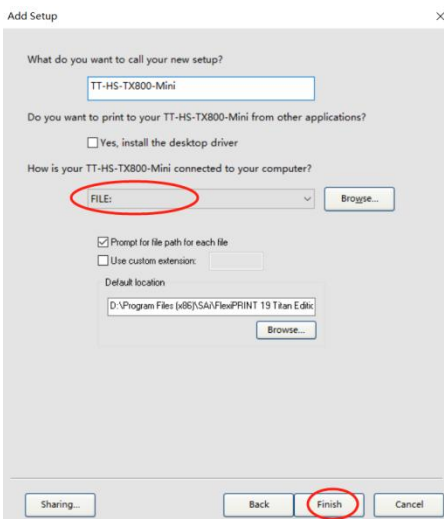 Add Setup
What do you want to call your new setup?
TT-HS-TX800-Mini
Do you want to print to your TT-HS-TX800-Mini from other applications?
Yes, install the desktop driver
How is your TT-HS-TX800-Mini connected to your computer?
FILE:
Browse...
Prompt for file path for each file
Use custom extension:
Default location
D:\Program Files (x86)\SAi\FlexiPRINT 19 Titan Editic
Browse...
Sharing... Back Finish Cancel